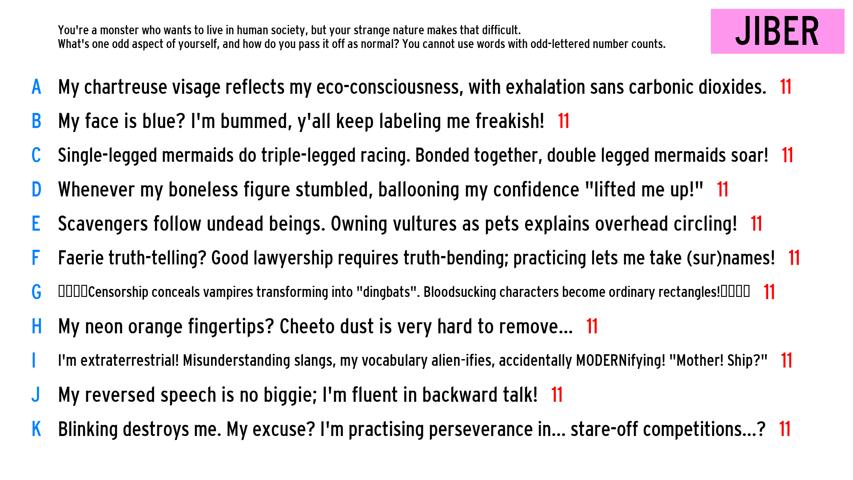 You're a monster who wants to live in human society, but your strange nature makes that difficult.
What's one odd aspect of yourself, and how do you pass it off as normal? You cannot use words with odd-lettered number counts.
JIBER
A My chartreuse visage reflects my eco-consciousness, with exhalation sans carbonic dioxides. 11
B My face is blue? I'm bummed, y'all keep labeling me freakish! 11
C Single-legged mermaids do triple-legged racing. Bonded together, double legged mermaids soar! 11
D Whenever my boneless figure stumbled, ballooning my confidence "lifted me up!" 11
E Scavengers follow undead beings. Owning vultures as pets explains overhead circling! 11
F Faerie truth-telling? Good lawyership requires truth-bending; practicing lets me take (sur)names! 11
G ▯▯▯▯Censorship conceals vampires transforming into "dingbats". Bloodsucking characters become ordinary rectangles!▯▯▯▯ 11
H My neon orange fingertips? Cheeto dust is very hard to remove... 11
I I'm extraterrestrial! Misunderstanding slangs, my vocabulary alien-ifies, accidentally MODERNifying! "Mother! Ship?" 11
J My reversed speech is no biggie; I'm fluent in backward talk! 11
K Blinking destroys me. My excuse? I'm practising perseverance in... stare-off competitions...? 11